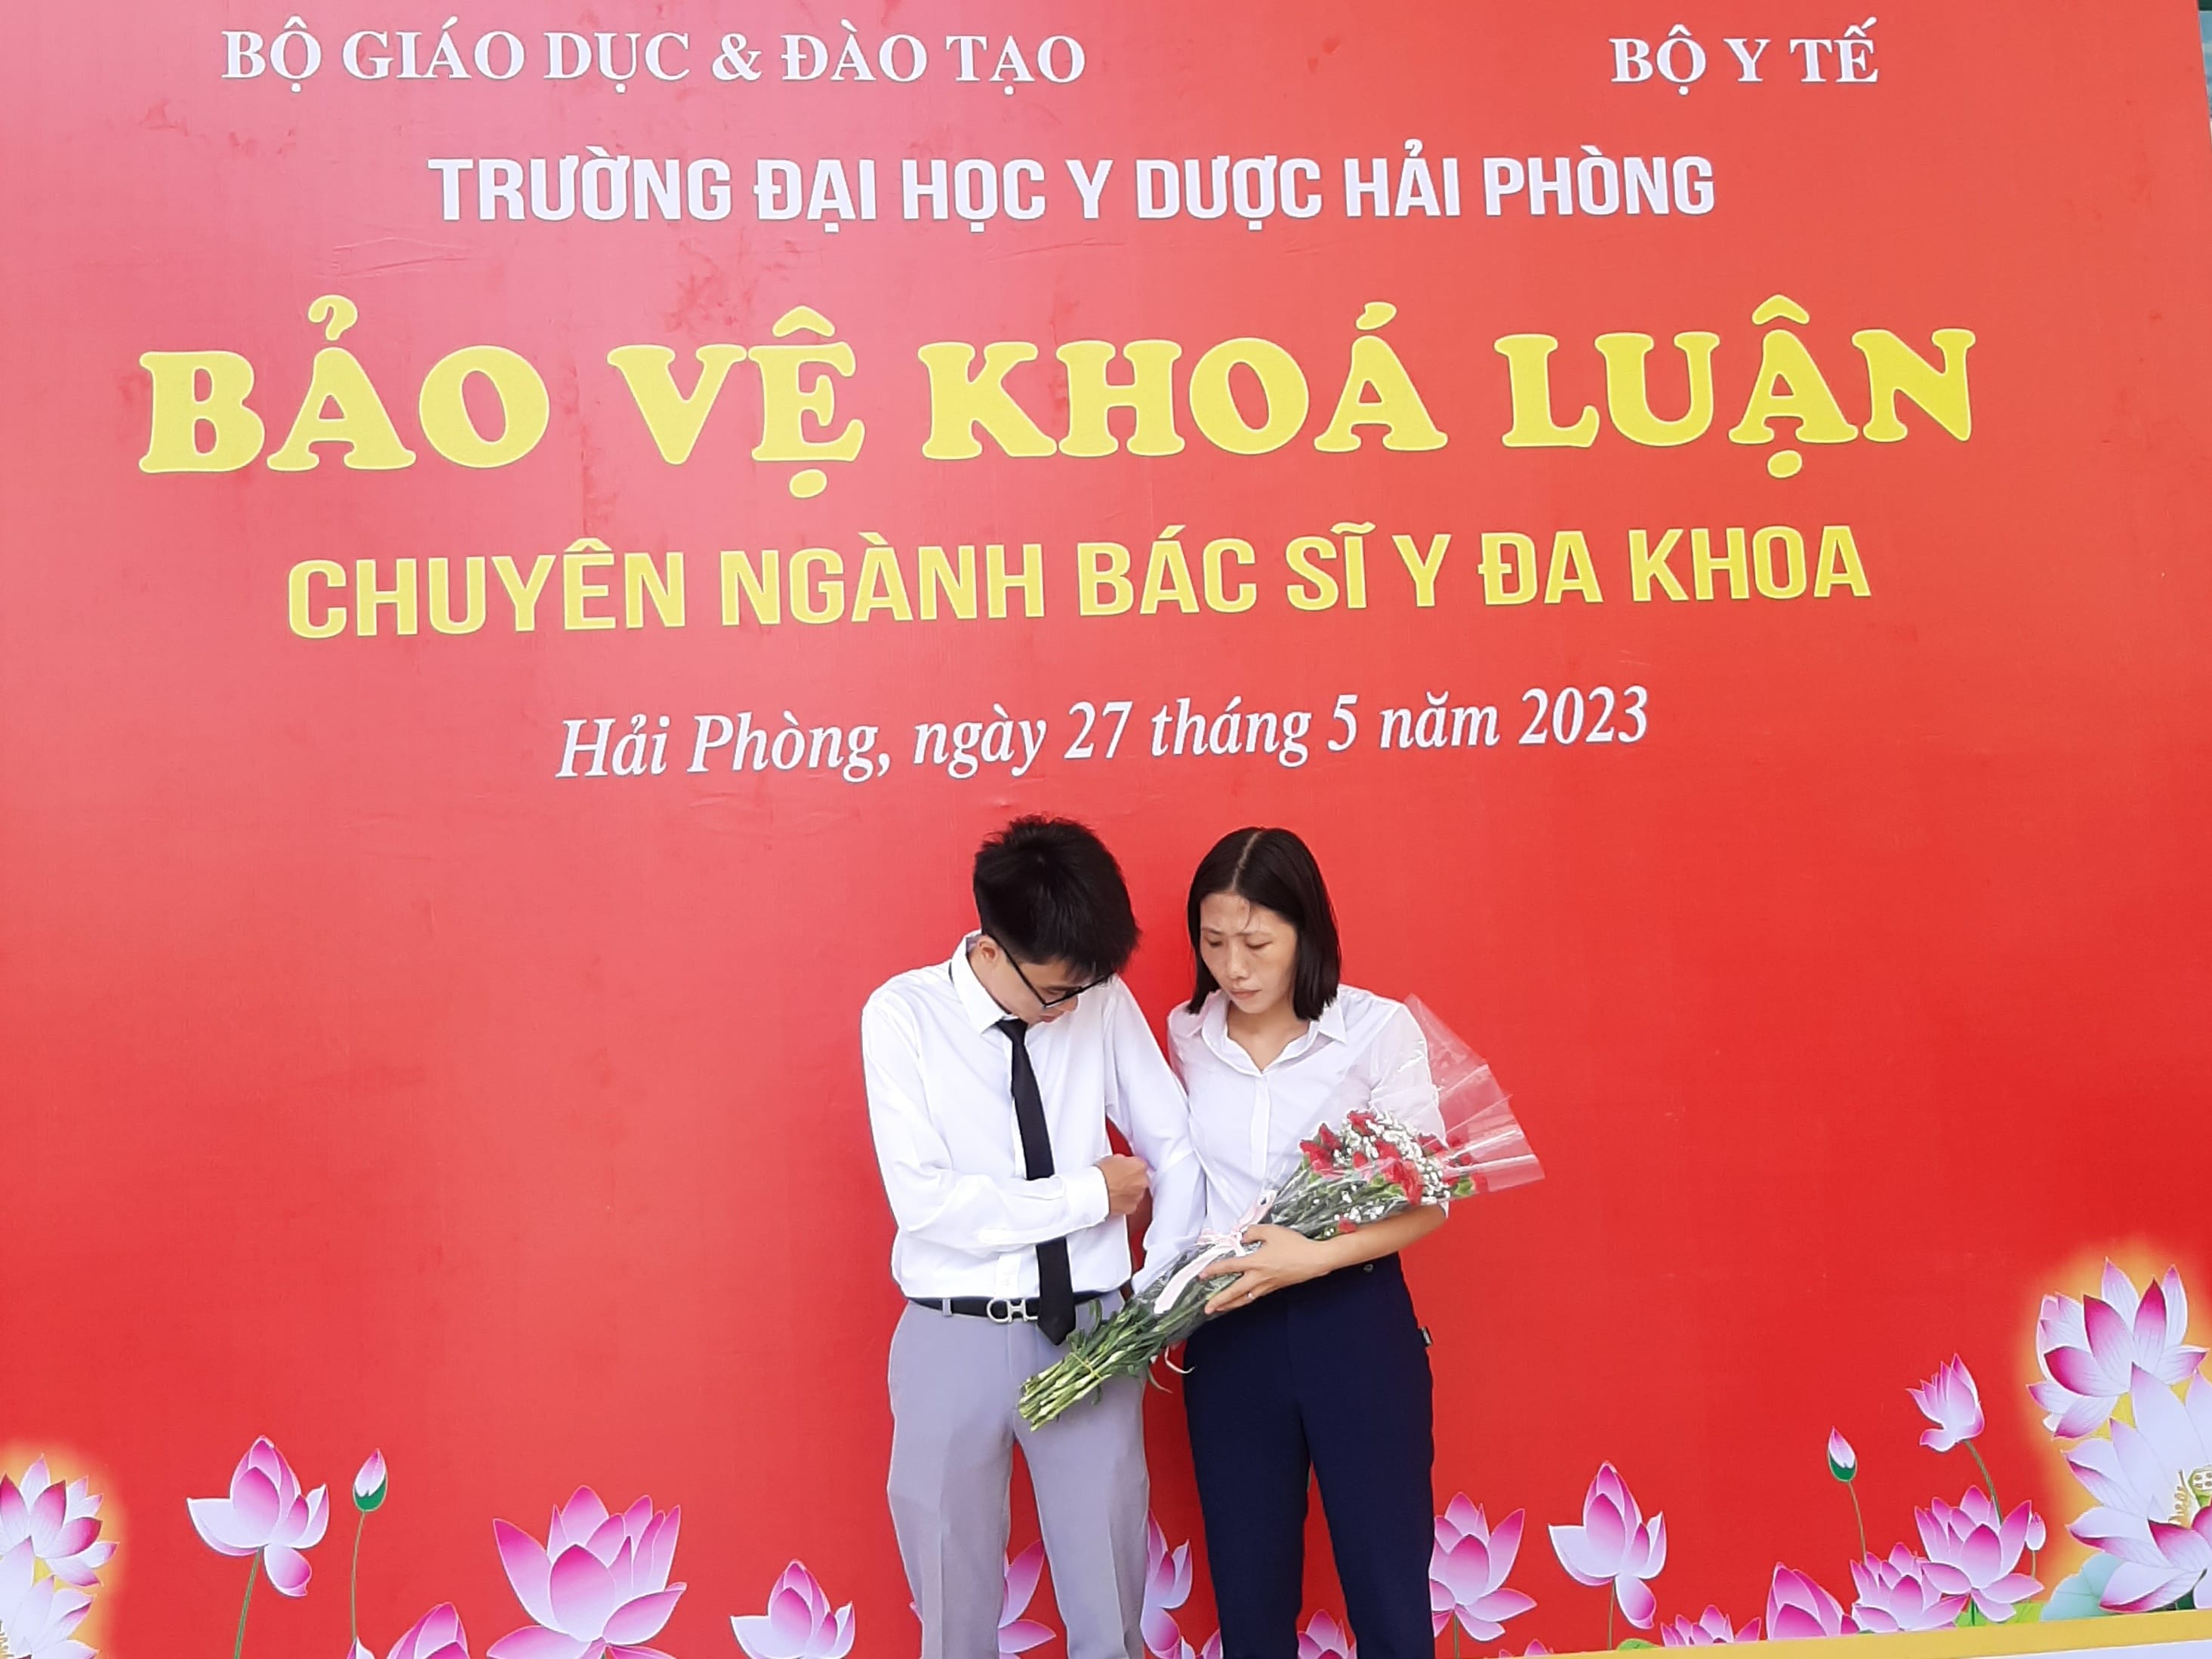 BỘ GIÁO DỤC & ĐÀO TẠO
BỘ Y TẾ
TRƯỜNG ĐẠI HỌC Y DƯỢC HẢI PHÒNG
BẢO VỆ KHOÁ LUẬN
CHUYÊN NGÀNH BÁC SĨ Y ĐA KHOA
Hải Phòng, ngày 27 tháng 5 năm 2023